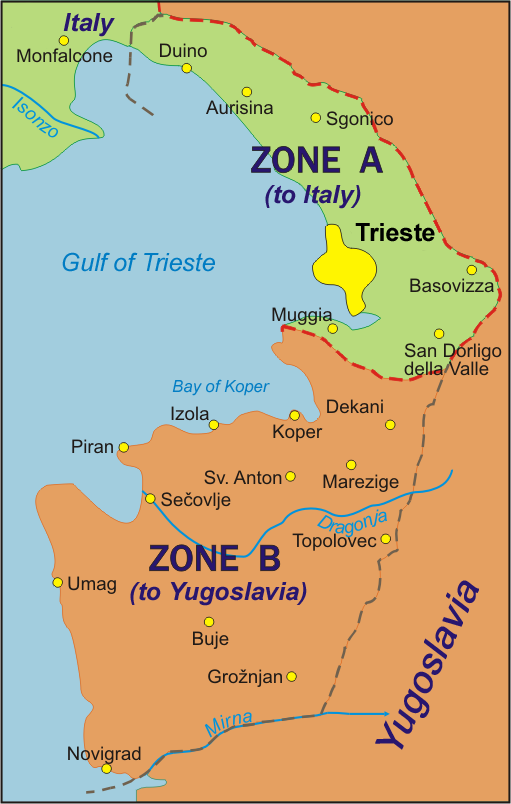 Italy
Monfalcone
Duino
Isonzo
Aurisina
Sgonico
ZONE A
(to Italy)
Trieste
Gulf of Trieste
Basovizza
Muggia
San Dorligo
della Valle
Bay of Koper
Izola
Dekani
Koper
Piran
Sv. Anton
Marezige
Sečovlje
Dragonja
Topolovec
ZONE B
(to Yugoslavia)
Umag
Buje
Yugoslavia
Grožnjan
Mirna
Novigrad